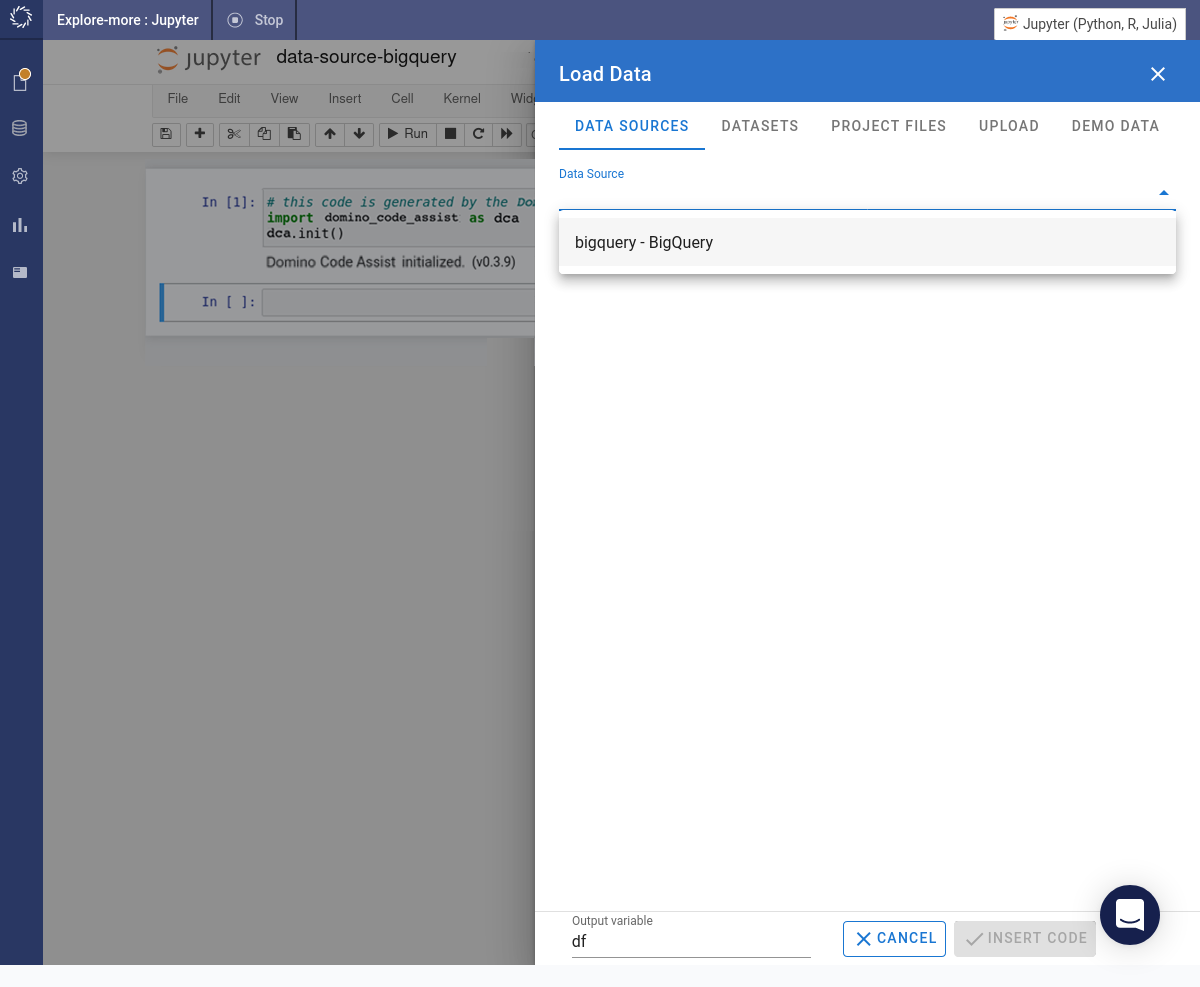 Explore-more : Jupyter
Stop
Jupyter (Python, R, Julia)
jupyter
data-source-bigquery
File Edit View Insert Cell Kernel
Run
In [1]:
# this code is generated by the
import domino_code_assist as dca
dca.init()
Domino Code Assist initialized. (v0.3.9)
In [ ]:
Load Data
DATA SOURCES DATASETS PROJECT FILES UPLOAD DEMO DATA
Data Source
bigquery - BigQuery
Output variable
df
CANCEL
INSERT CODE